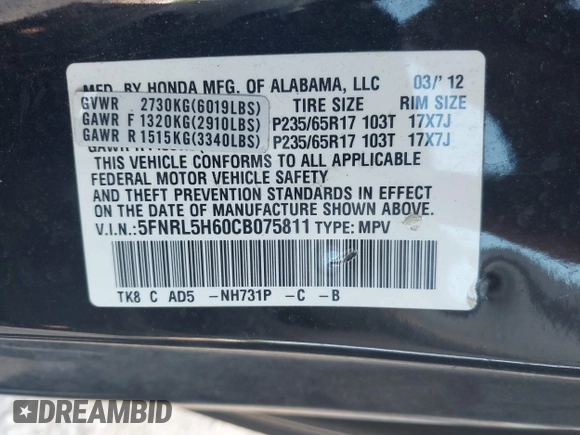 MFD. BY HONDA MFG. OF ALABAMA, LLC 03/'12
GVWR 2730KG(6019LBS) TIRE SIZE RIM SIZE
GAWR F 1320KG(2910LBS) P235/65R17 103T 17X7J
GAWR R 1515KG(3340LBS) P235/65R17 103T 17X7J
THIS VEHICLE CONFORMS TO ALL APPLICABLE
FEDERAL MOTOR VEHICLE SAFETY
AND THEFT PREVENTION STANDARDS IN EFFECT
ON THE DATE OF MANUFACTURE SHOWN ABOVE.
V.I.N.:5FNRL5H60CB075811 TYPE: MPV
TK8 C AD5 -NH731P -C -B
DREAMBID